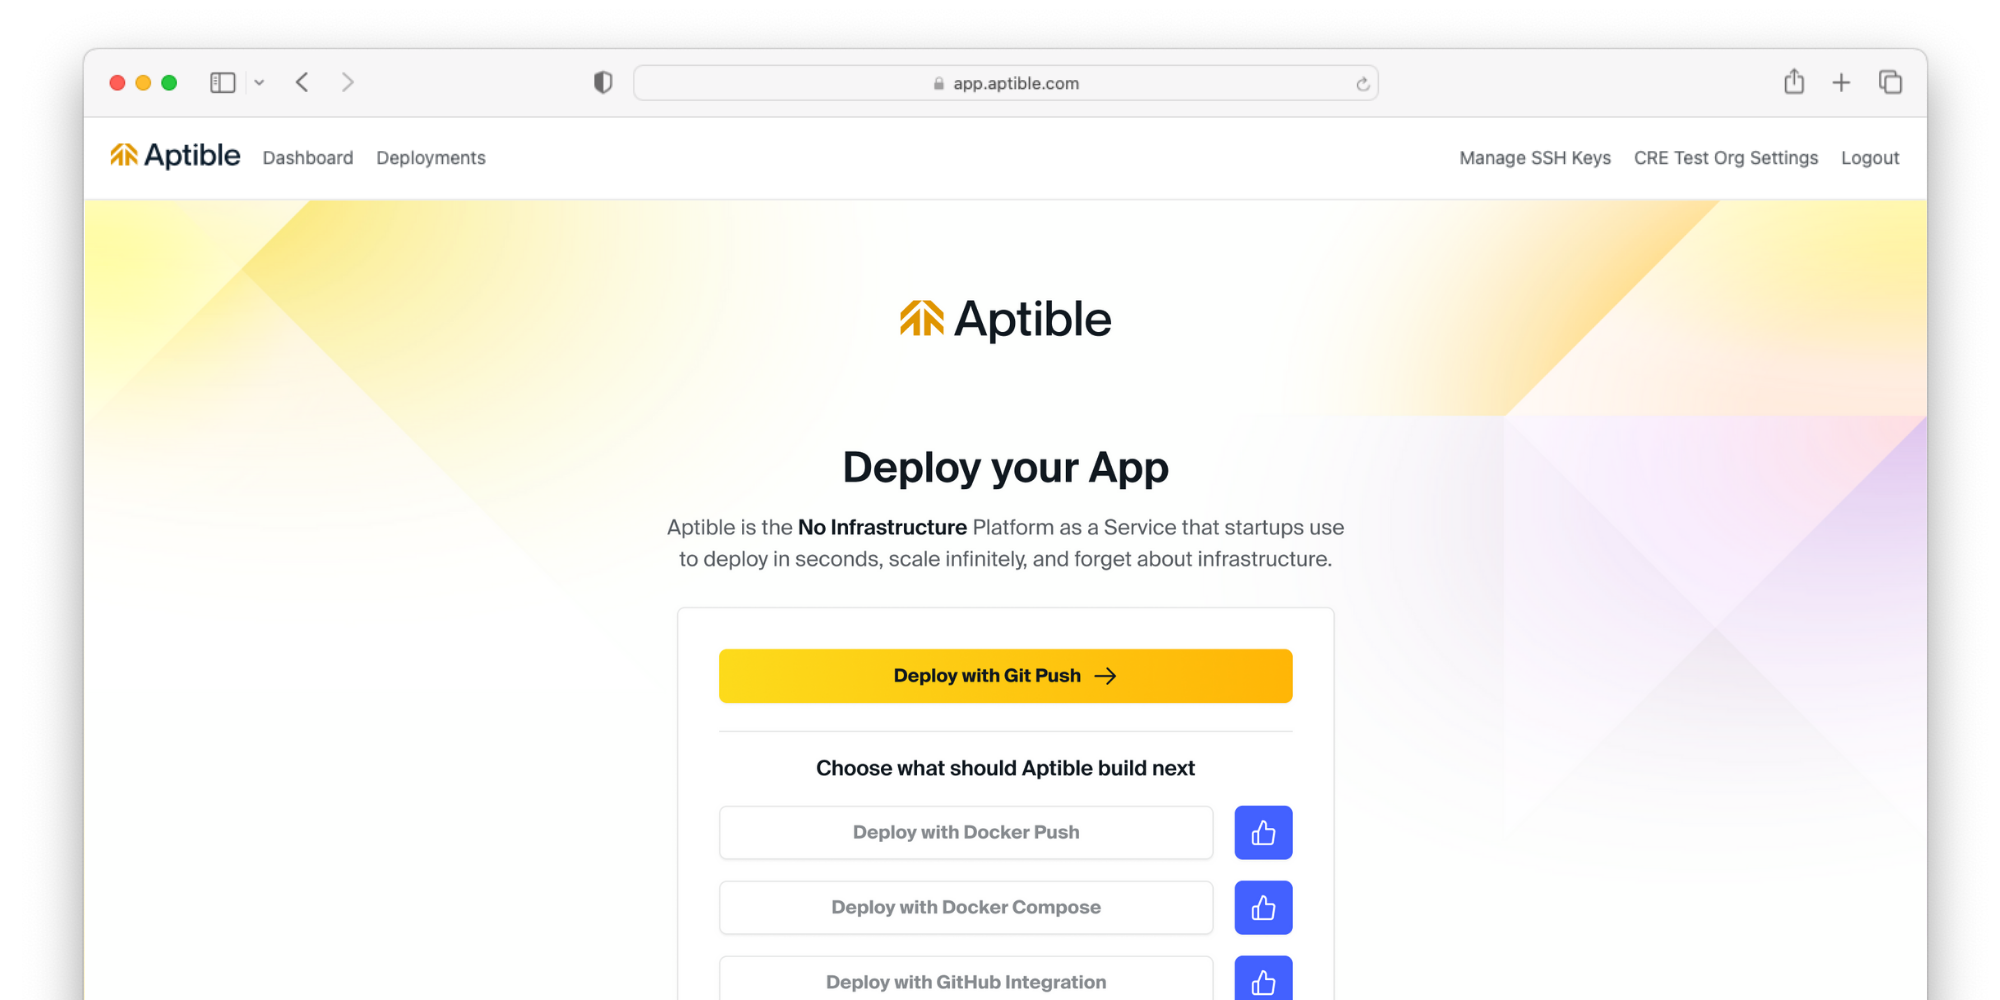 app.aptible.com
Aptible Dashboard Deployments Manage SSH Keys CRE Test Org Settings Logout
Aptible
Deploy your App
Aptible is the No Infrastructure Platform as a Service that startups use
to deploy in seconds, scale infinitely, and forget about infrastructure.
Deploy with Git Push
Choose what should Aptible build next
Deploy with Docker Push
Deploy with Docker Compose
Deploy with GitHub Integration